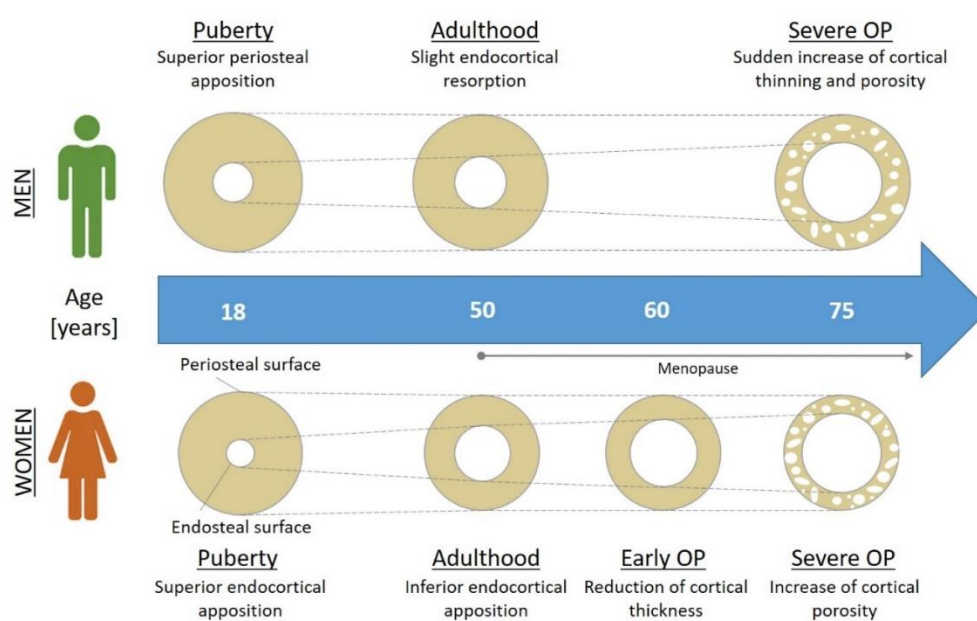 Puberty
Superior periosteal
apposition
Adulthood
Slight endocortical
resorption
Severe OP
Sudden increase of cortical
thinning and porosity
MEN
Age
[years]
18
50
60
75
Menopause
Periosteal surface
WOMEN
Endosteal surface
Puberty
Superior endocortical
apposition
Adulthood
Inferior endocortical
apposition
Early OP
Reduction of cortical
thickness
Severe OP
Increase of cortical
porosity